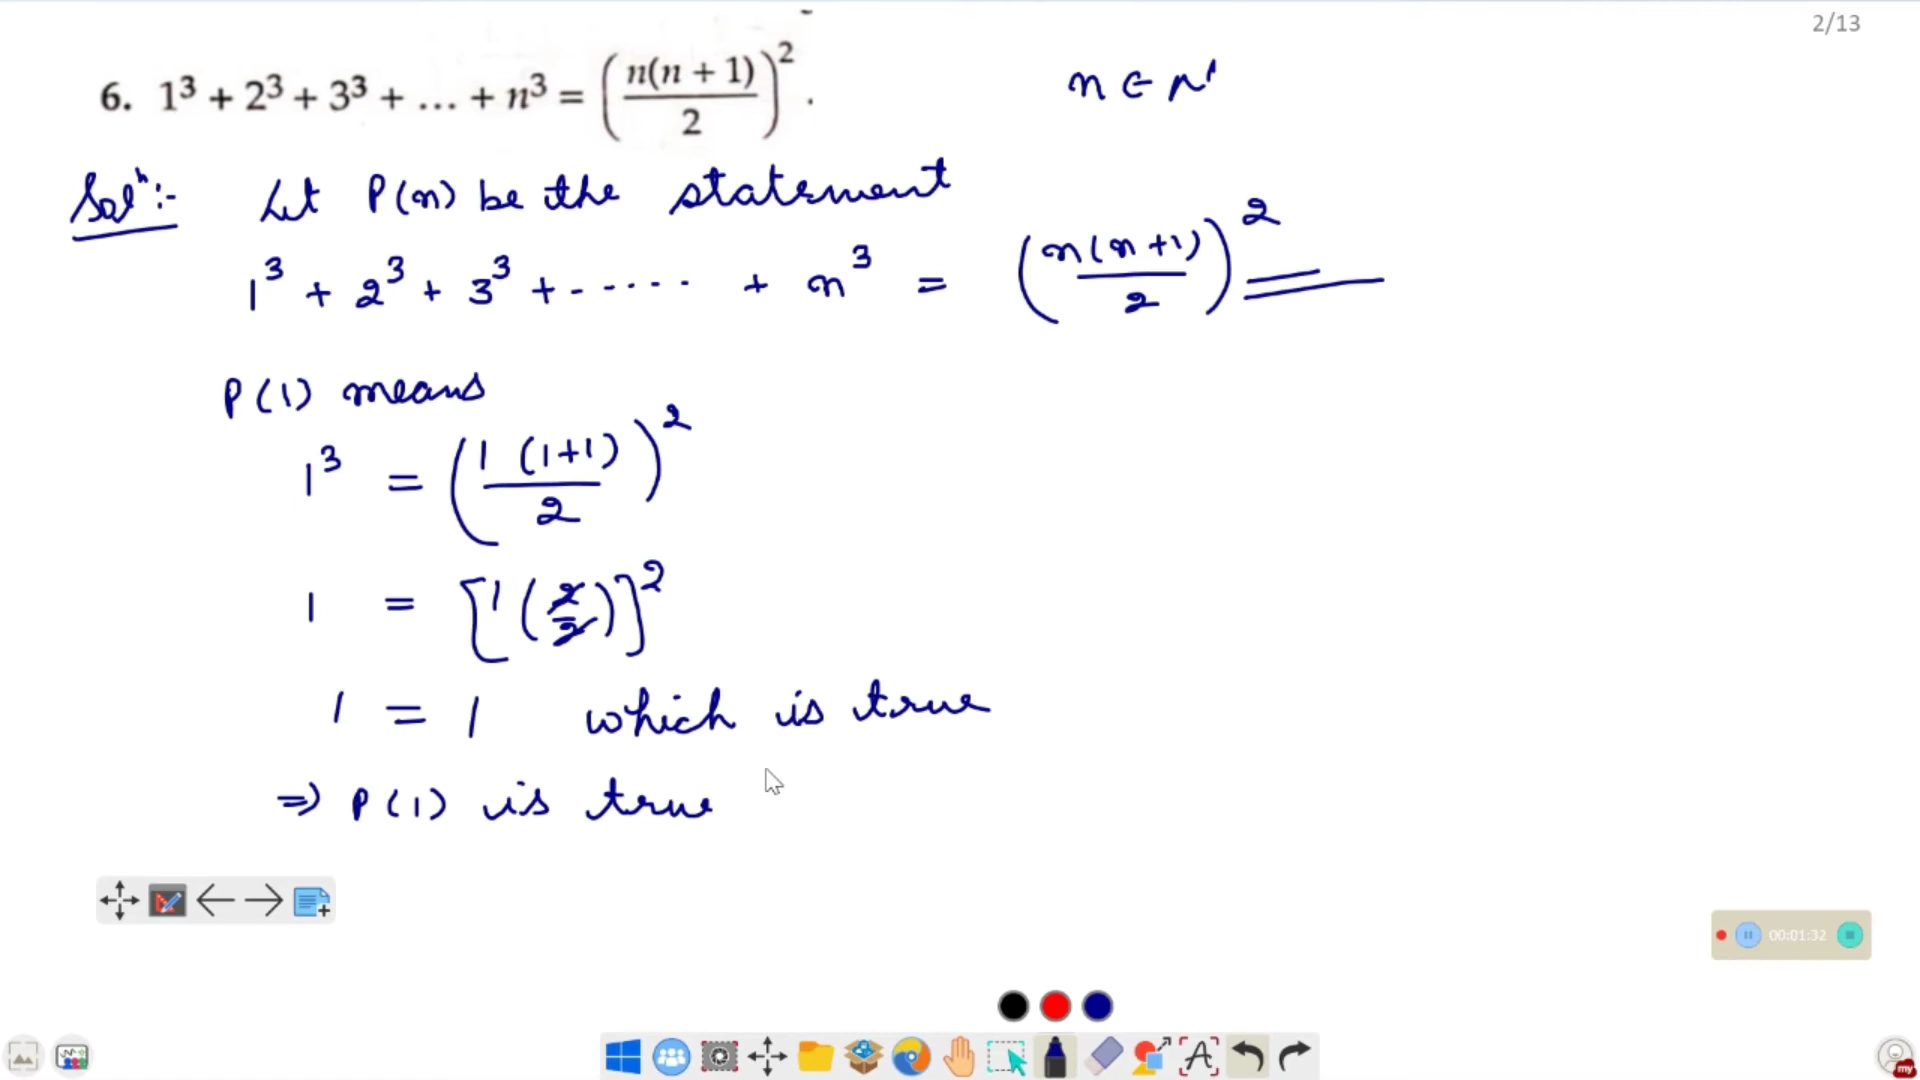 2/13
6. 1³ + 2³ + 3³ + ... + n³ = (n(n + 1)/2)².
n ∈ N
Solⁿ:- Let P(n) be the statement
1³ + 2³ + 3³ + ------ + n³ = (n(n+1)/2)²
P(1) means
1³ = (1 (1+1)/2)²
1 = [1(2/2)]²
1 = 1 which is true
⇒ P(1) is true
00:01:32
A
my